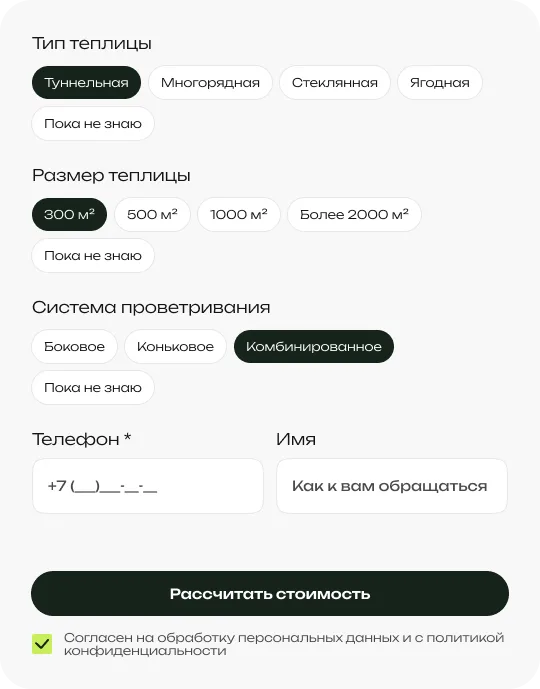 Тип теплицы
Туннельная Многорядная Стеклянная Ягодная
Пока не знаю
Размер теплицы
300 м² 500 м² 1000 м² Более 2000 м²
Пока не знаю
Система проветривания
Боковое Коньковое Комбинированное
Пока не знаю
Телефон * Имя
+7 (___)___-__-__ Как к вам обращаться
Рассчитать стоимость
Согласен на обработку персональных данных и с политикой
конфиденциальности